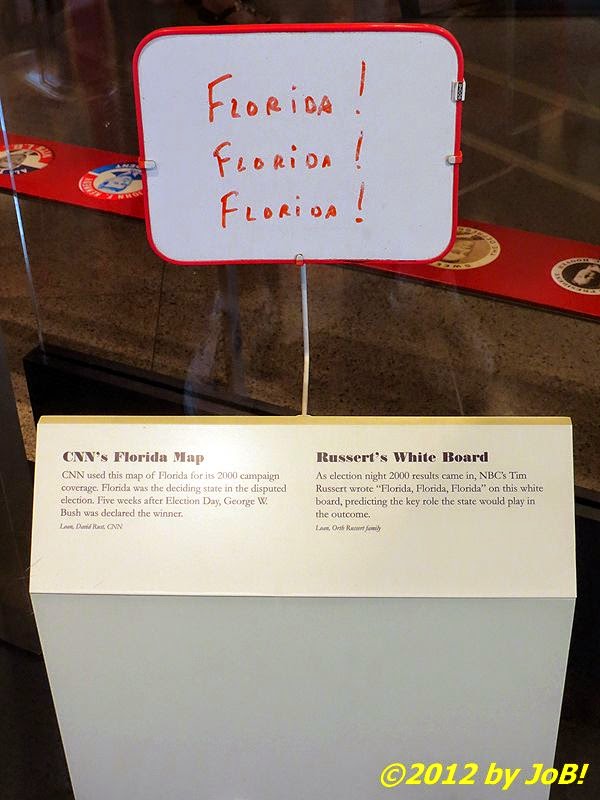 FLORIDA!
FLORIDA!
FLORIDA!
CNN's Florida Map
CNN used this map of Florida for its 2000 campaign
coverage. Florida was the deciding state in the disputed
election. Five weeks after Election Day, George W.
Bush was declared the winner.
Loan, David Rust, CNN
Russert's White Board
As election night 2000 results came in, NBC's Tim
Russert wrote “Florida, Florida, Florida” on this white
board, predicting the key role the state would play in
the outcome.
Loan, Orth Russert family
©2012 by JoB!